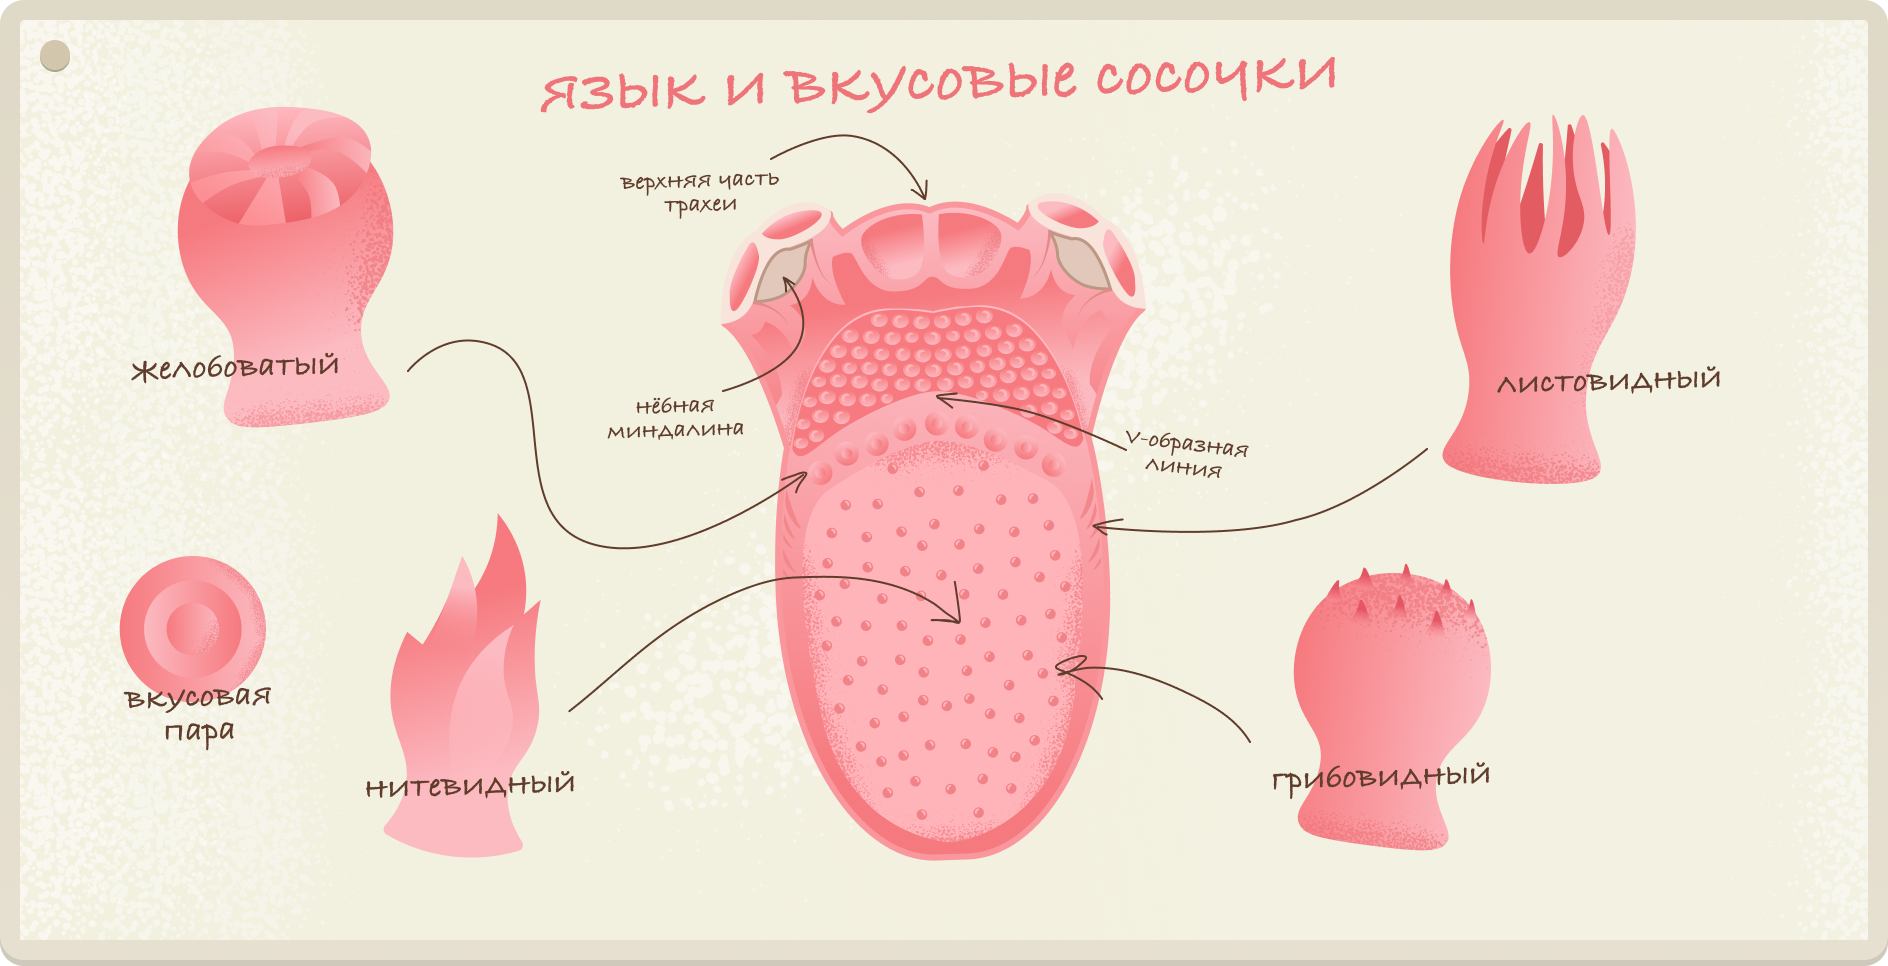 ЯЗЫК И ВКУСОВЫЕ СОСОЧКИ
верхняя часть
трахеи
желобоватый
нёбная
миндалина
V-образная
линия
листовидный
вкусовая
пара
нитевидный
грибовидный